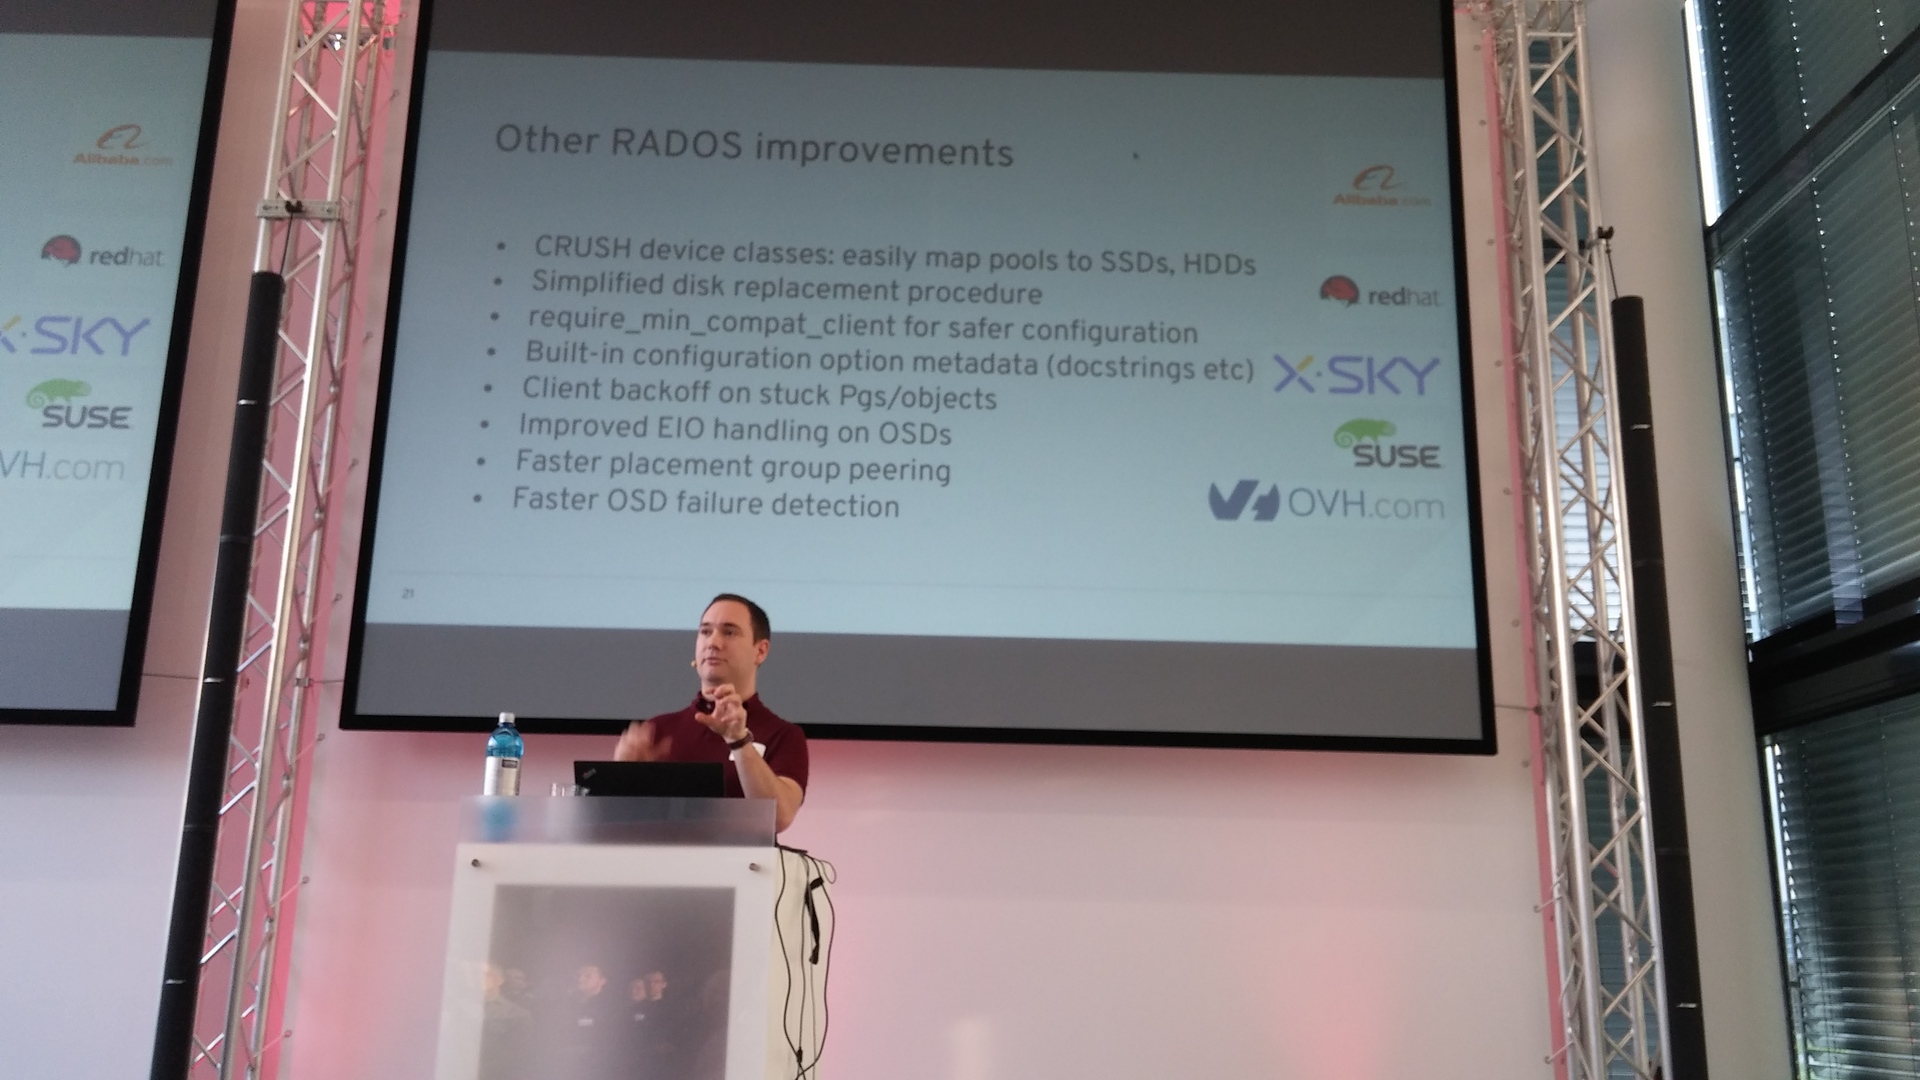 Other RADOS improvements
• CRUSH device classes: easily map pools to SSDs, HDDs
• Simplified disk replacement procedure
• require_min_compat_client for safer configuration
• Built-in configuration option metadata (docstrings etc)
• Client backoff on stuck Pgs/objects
• Improved EIO handling on OSDs
• Faster placement group peering
• Faster OSD failure detection
21
Alibaba.com
redhat.
X-SKY
SUSE
OVH.com
Alibaba.com
redhat.
X-SKY
SUSE
VH.com